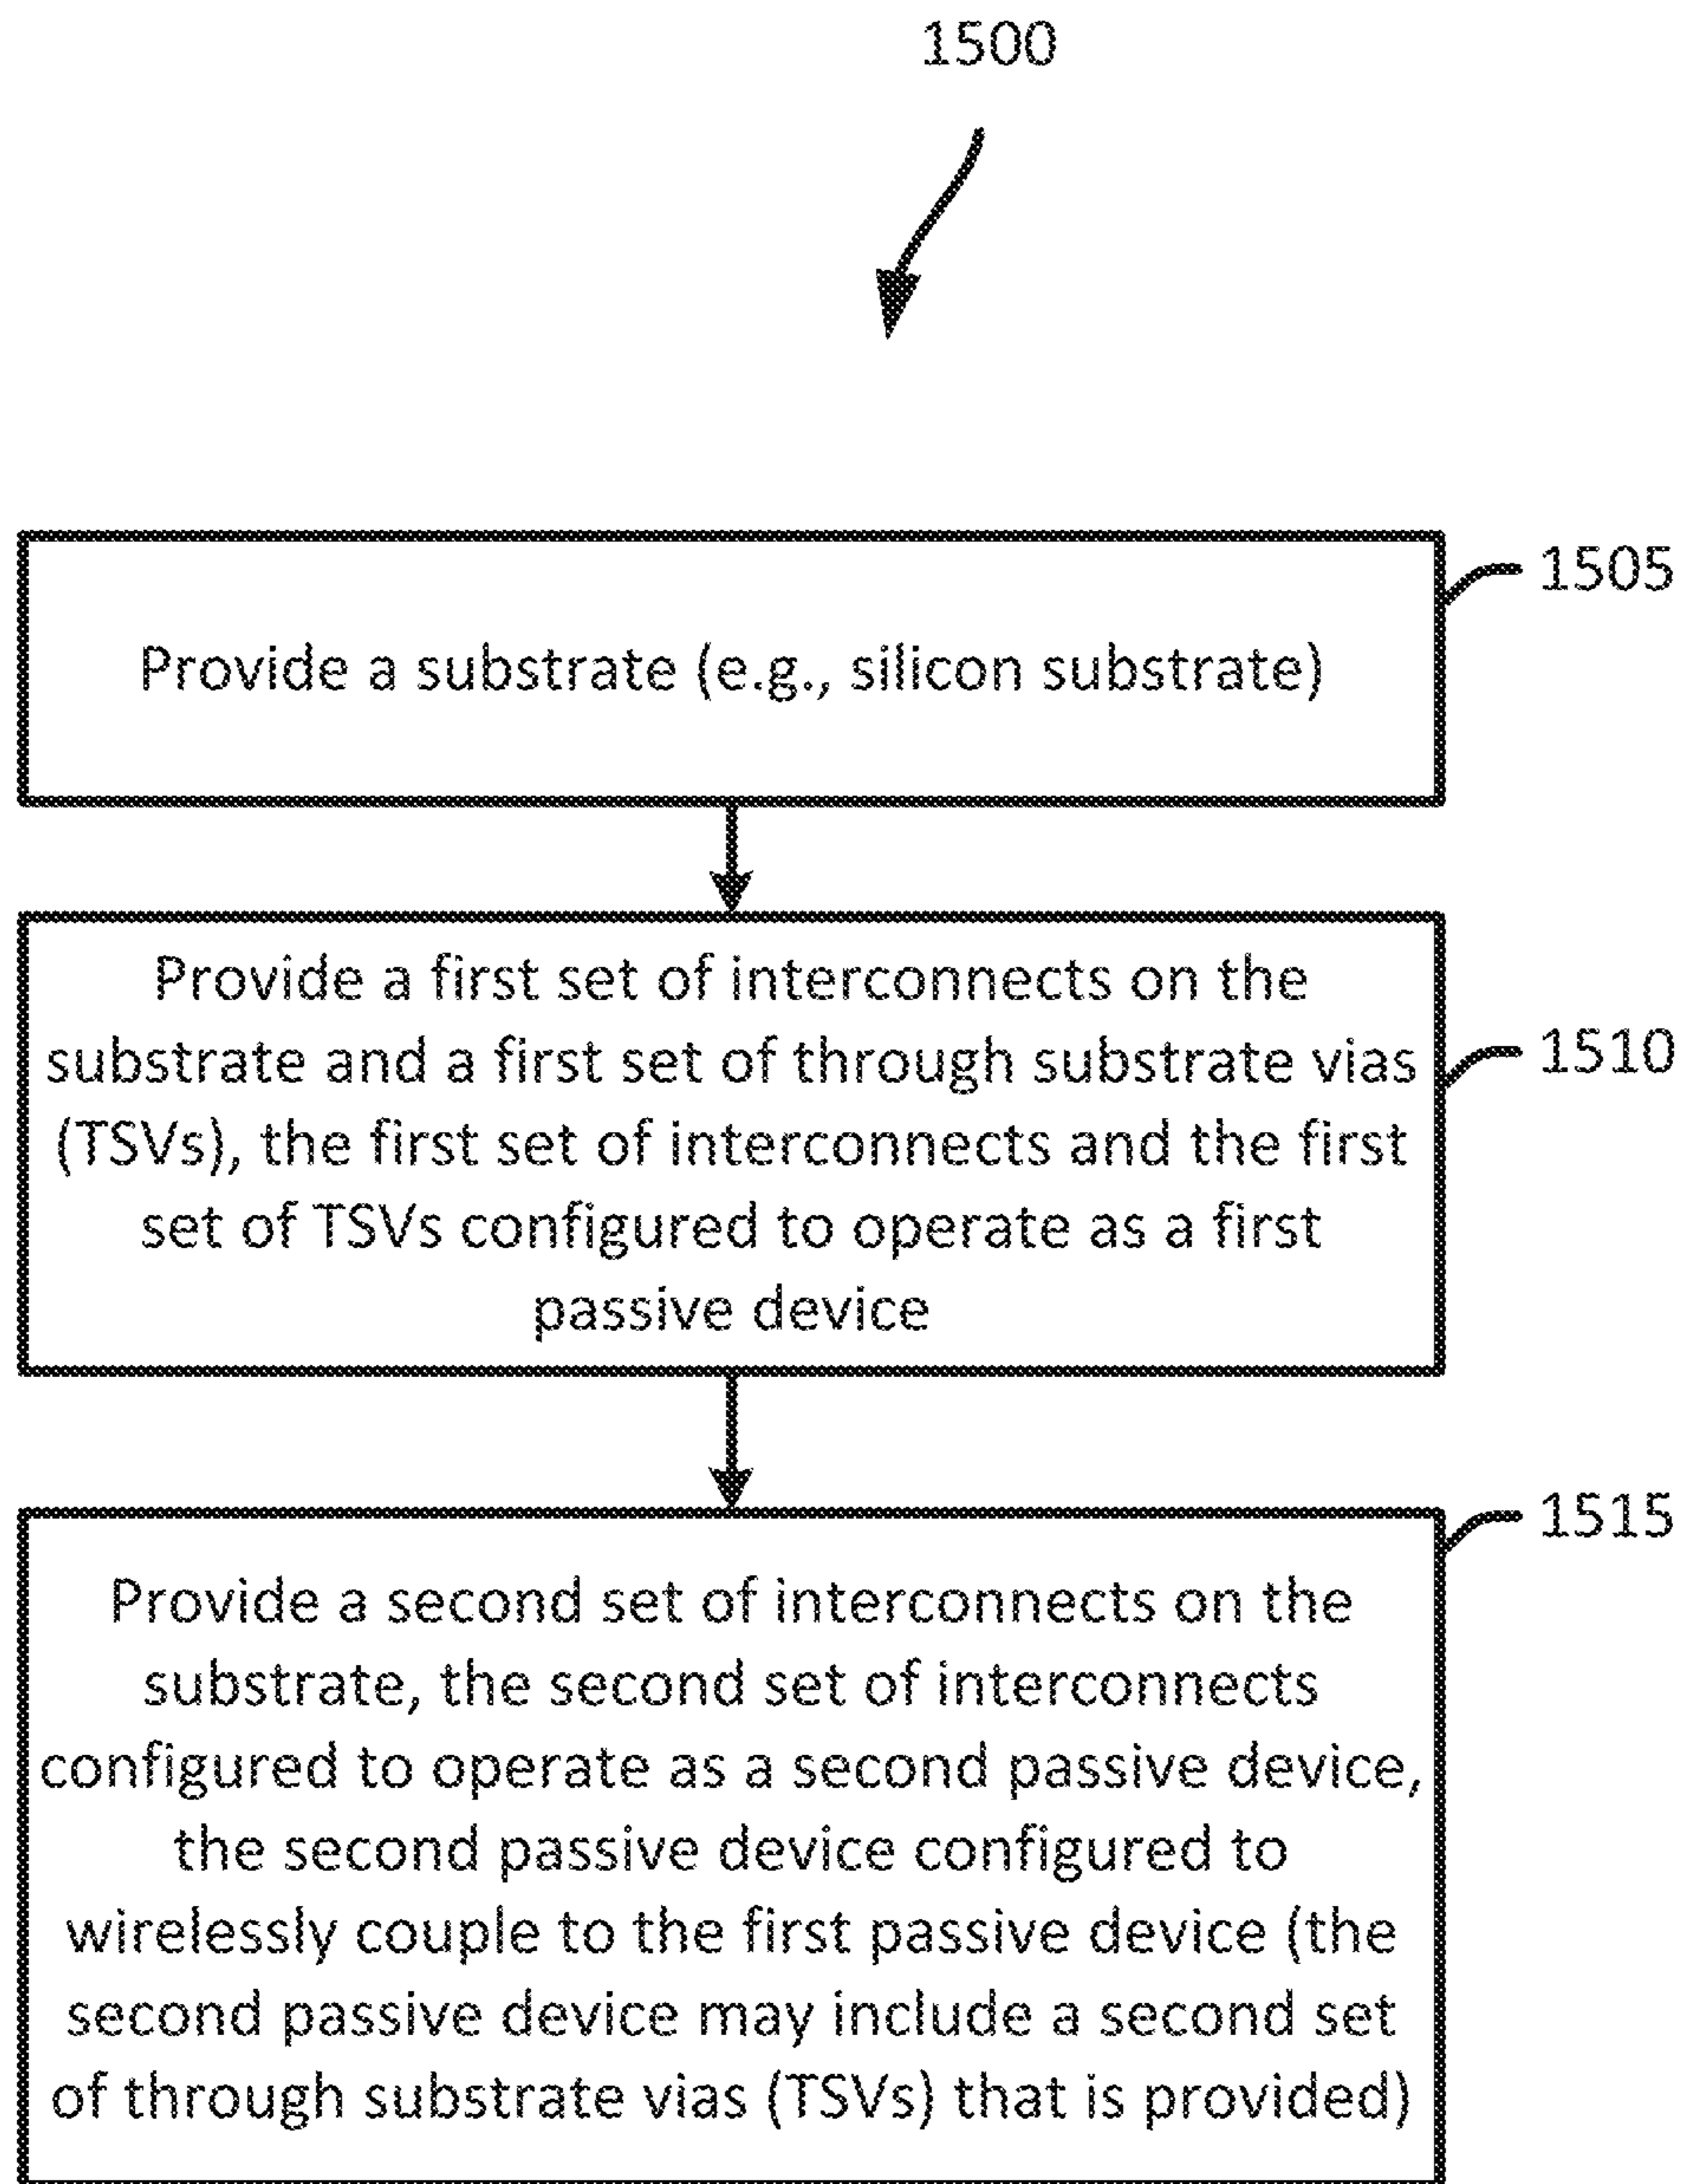 1500
1505
Provide a substrate (e.g., silicon substrate)
Provide a first set of interconnects on the
substrate and a first set of through substrate vias
1510
(TSVs), the first set of interconnects and the first
set of TSVs configured to operate as a first
passive device
1515
Provide a second set of interconnects on the
substrate, the second set of interconnects
configured to operate as a second passive device,
the second passive device configured to
wirelessly couple to the first passive device (the
second passive device may include a second set
of through substrate vias (TSVs) that is provided)